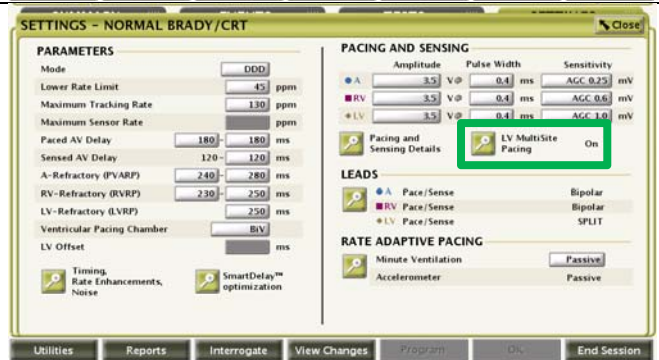 SETTINGS - NORMAL BRADY/CRT
Close
PARAMETERS
Mode DDD
Lower Rate Limit 45 ppm
Maximum Tracking Rate 130 ppm
Maximum Sensor Rate ppm
Paced AV Delay 180 - 180 ms
Sensed AV Delay 120 - 120 ms
A-Refractory (PVARP) 240 - 280 ms
RV-Refractory (RVRP) 230 - 250 ms
LV-Refractory (LVRP) 250 ms
Ventricular Pacing Chamber BiV
LV Offset ms
Timing,
Rate Enhancements,
Noise
SmartDelay™
optimization
PACING AND SENSING
Amplitude Pulse Width Sensitivity
A 3.5 V@ 0.4 ms AGC 0.25 mV
RV 3.5 V@ 0.4 ms AGC 0.6 mV
LV 3.5 V@ 0.4 ms AGC 1.0 mV
Pacing and
Sensing Details
LV MultiSite
Pacing On
LEADS
A Pace/Sense Bipolar
RV Pace/Sense Bipolar
LV Pace/Sense SPLIT
RATE ADAPTIVE PACING
Minute Ventilation Passive
Accelerometer Passive
Utilities Reports Interrogate View Changes Program End Session